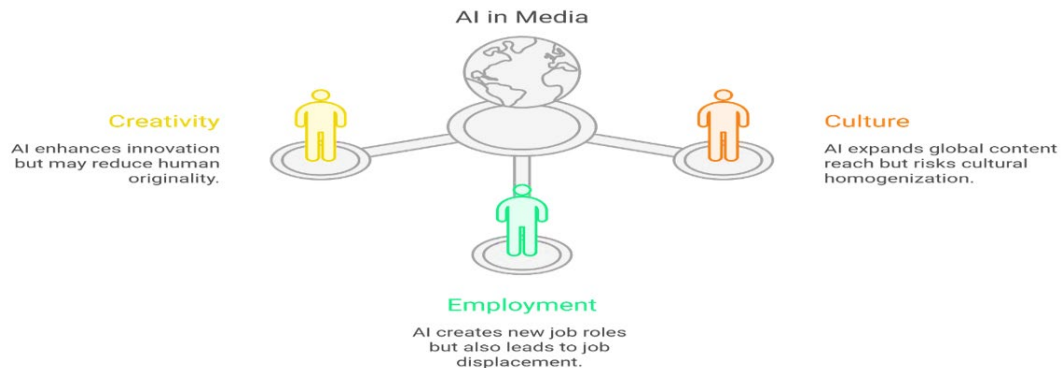 AI in Media
Creativity
AI enhances innovation
but may reduce human
originality.
Culture
AI expands global content
reach but risks cultural
homogenization.
Employment
AI creates new job roles
but also leads to job
displacement.